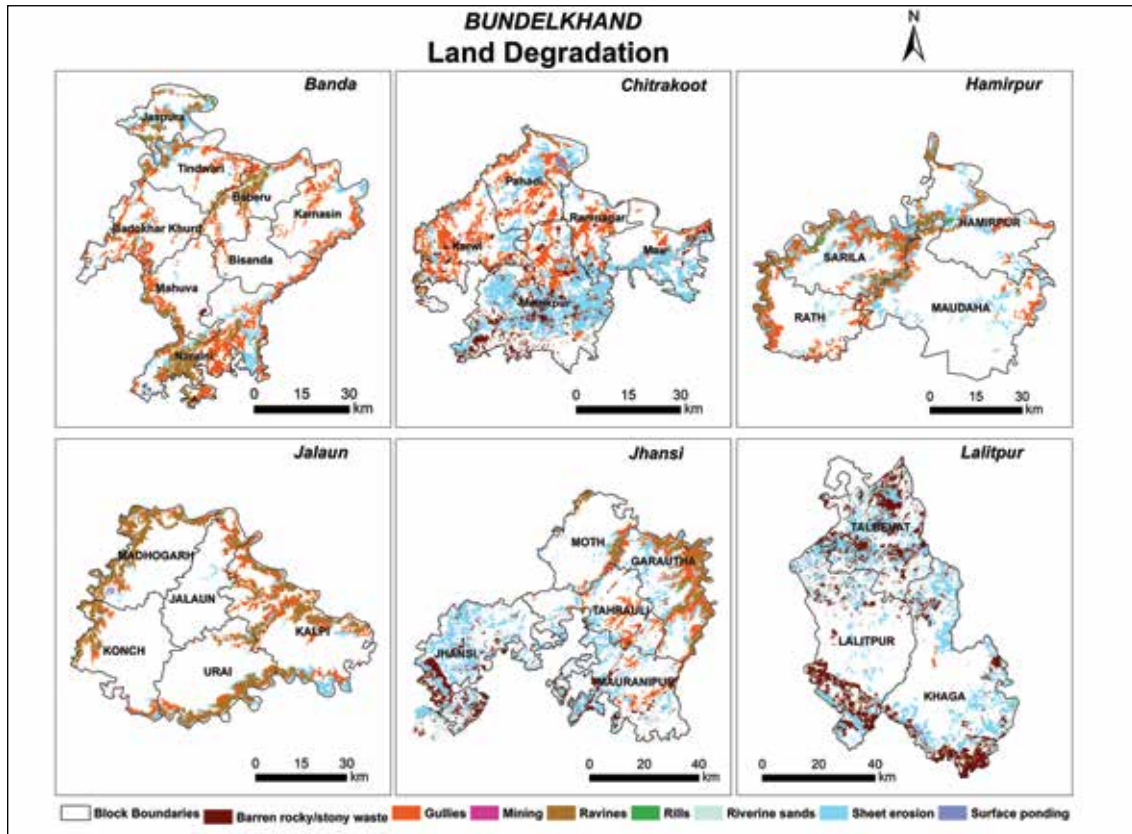 BUNDELKHAND
Land Degradation
N
Banda
Jaspura
Tindwari
Baberu
Kamasin
Badokhar Khurd
Bisanda
Mahuva
Naraini
0 15 30
km
Chitrakoot
Pahadi
Ramnagar
Karwi
Mau
Manikpur
0 15 30
km
Hamirpur
HAMIRPUR
SARILA
RATH
MAUDAHA
0 15 30
km
Jalaun
MADHOGARH
JALAUN
KONCH
KALPI
URAI
0 20 40
km
Jhansi
MOTH
GARAUTHA
TAHRAULI
JHANSI
MAURANIPUR
0 20 40
km
Lalitpur
TALBEHAT
LALITPUR
KHAGA
0 20 40
km
Block Boundaries Barren rocky/stony waste Gullies Mining Ravines Rills Riverine sands Sheet erosion Surface ponding